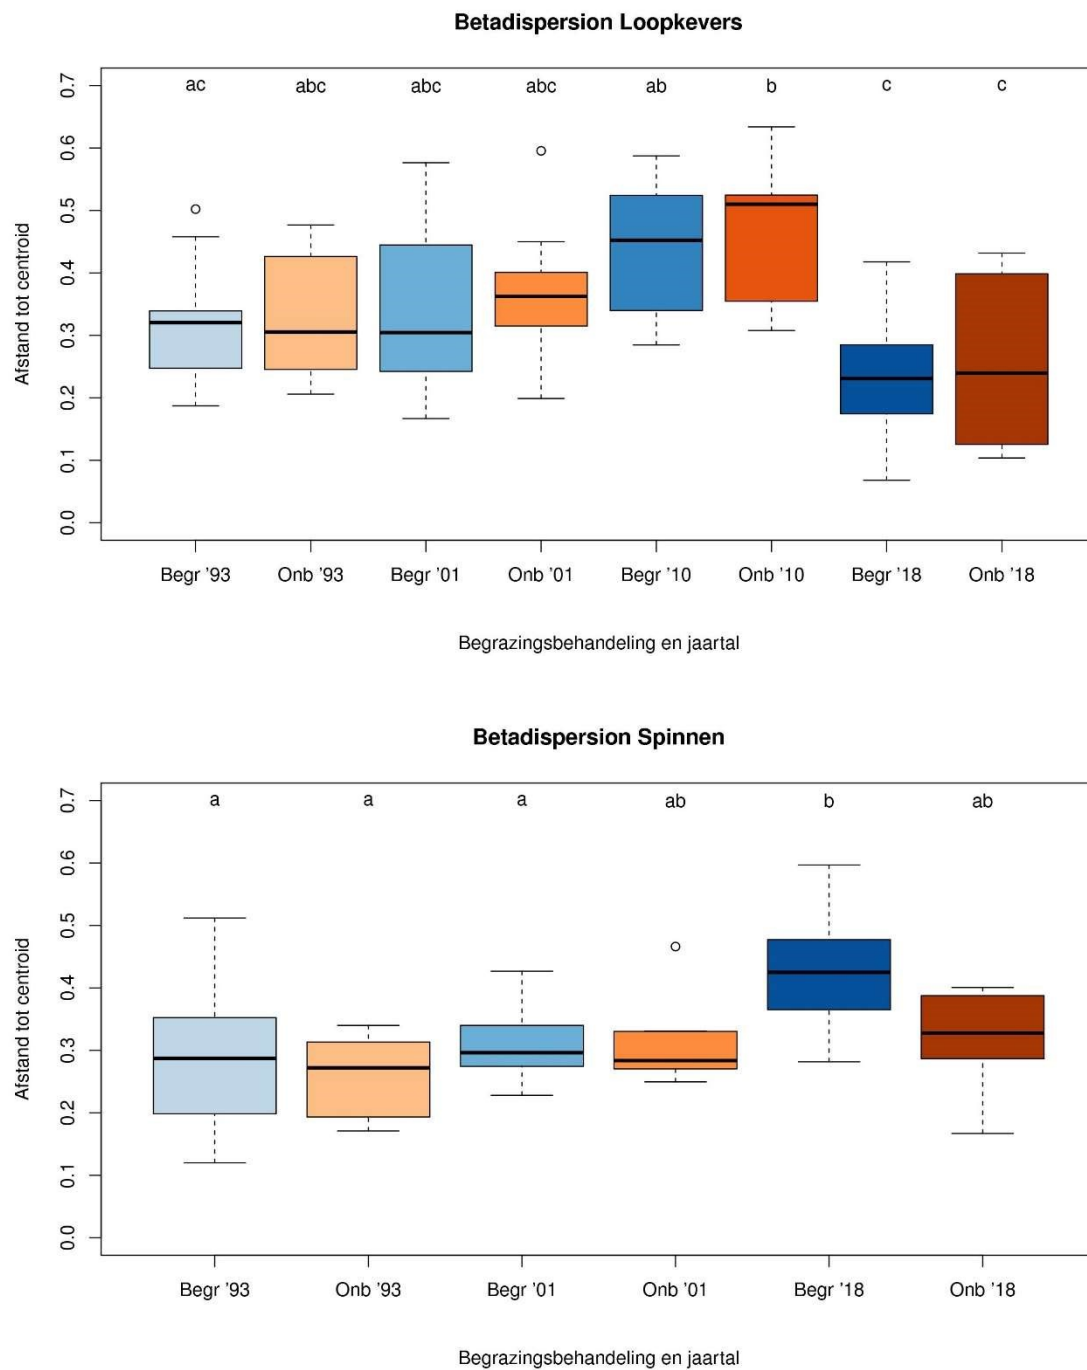 Betadispersion Loopkevers
ac abc abc abc ab b c c
0.7
0.6
0.5
0.4
0.3
0.2
0.1
0.0
Afstand tot centroid
Begr '93 Onb '93 Begr '01 Onb '01 Begr '10 Onb '10 Begr '18 Onb '18
Begrazingsbehandeling en jaartal
Betadispersion Spinnen
a a a ab b ab
0.7
0.6
0.5
0.4
0.3
0.2
0.1
0.0
Afstand tot centroid
Begr '93 Onb '93 Begr '01 Onb '01 Begr '18 Onb '18
Begrazingsbehandeling en jaartal